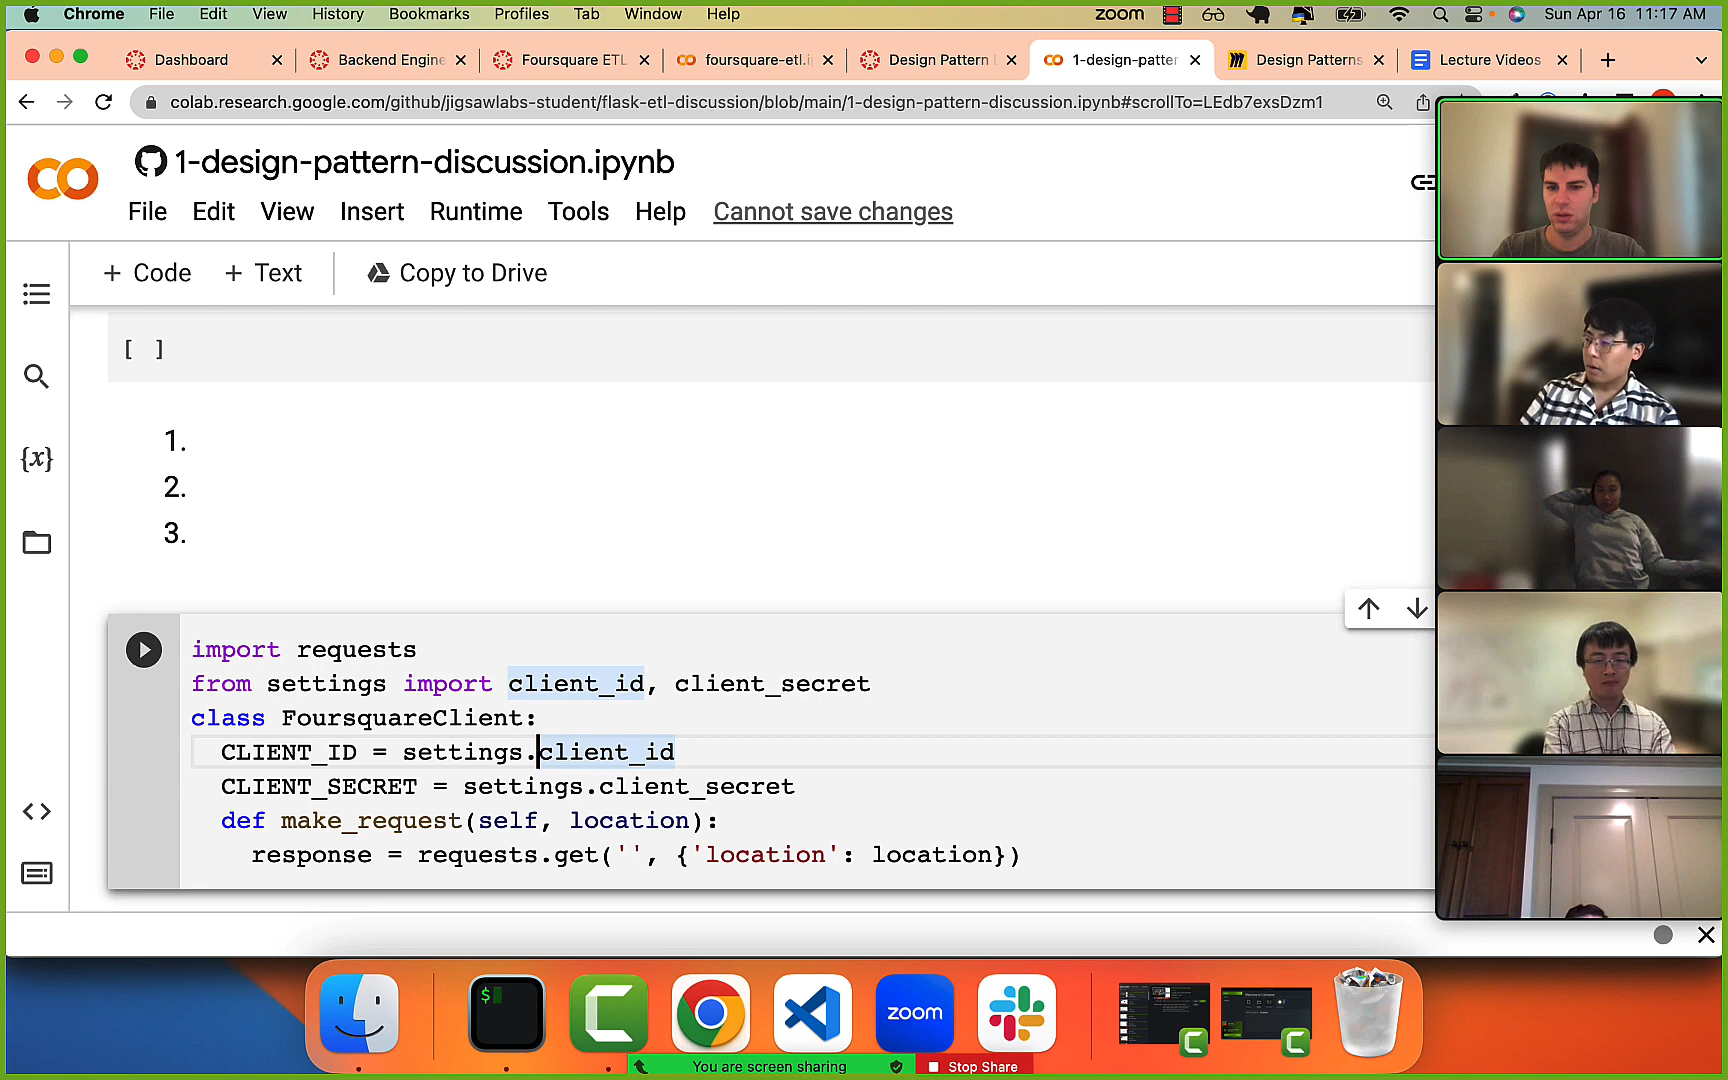 Chrome File Edit View History Bookmarks Profiles Tab Window Help zoom Sun Apr 16 11:17 AM
Dashboard Backend Engine Foursquare ETL foursquare-etl.i Design Pattern 1-design-patter Design Patterns Lecture Videos
colab.research.google.com/github/jigsawlabs-student/flask-etl-discussion/blob/main/1-design-pattern-discussion.ipynb#scrollTo=LEdb7exsDzm1
1-design-pattern-discussion.ipynb
File Edit View Insert Runtime Tools Help Cannot save changes
+ Code + Text Copy to Drive
[ ]
{x}
1.
2.
3.
import requests
from settings import client_id, client_secret
class FoursquareClient:
CLIENT_ID = settings.client_id
CLIENT_SECRET = settings.client_secret
def make_request(self, location):
response = requests.get('', {'location': location})
$
zoom
You are screen sharing Stop Share